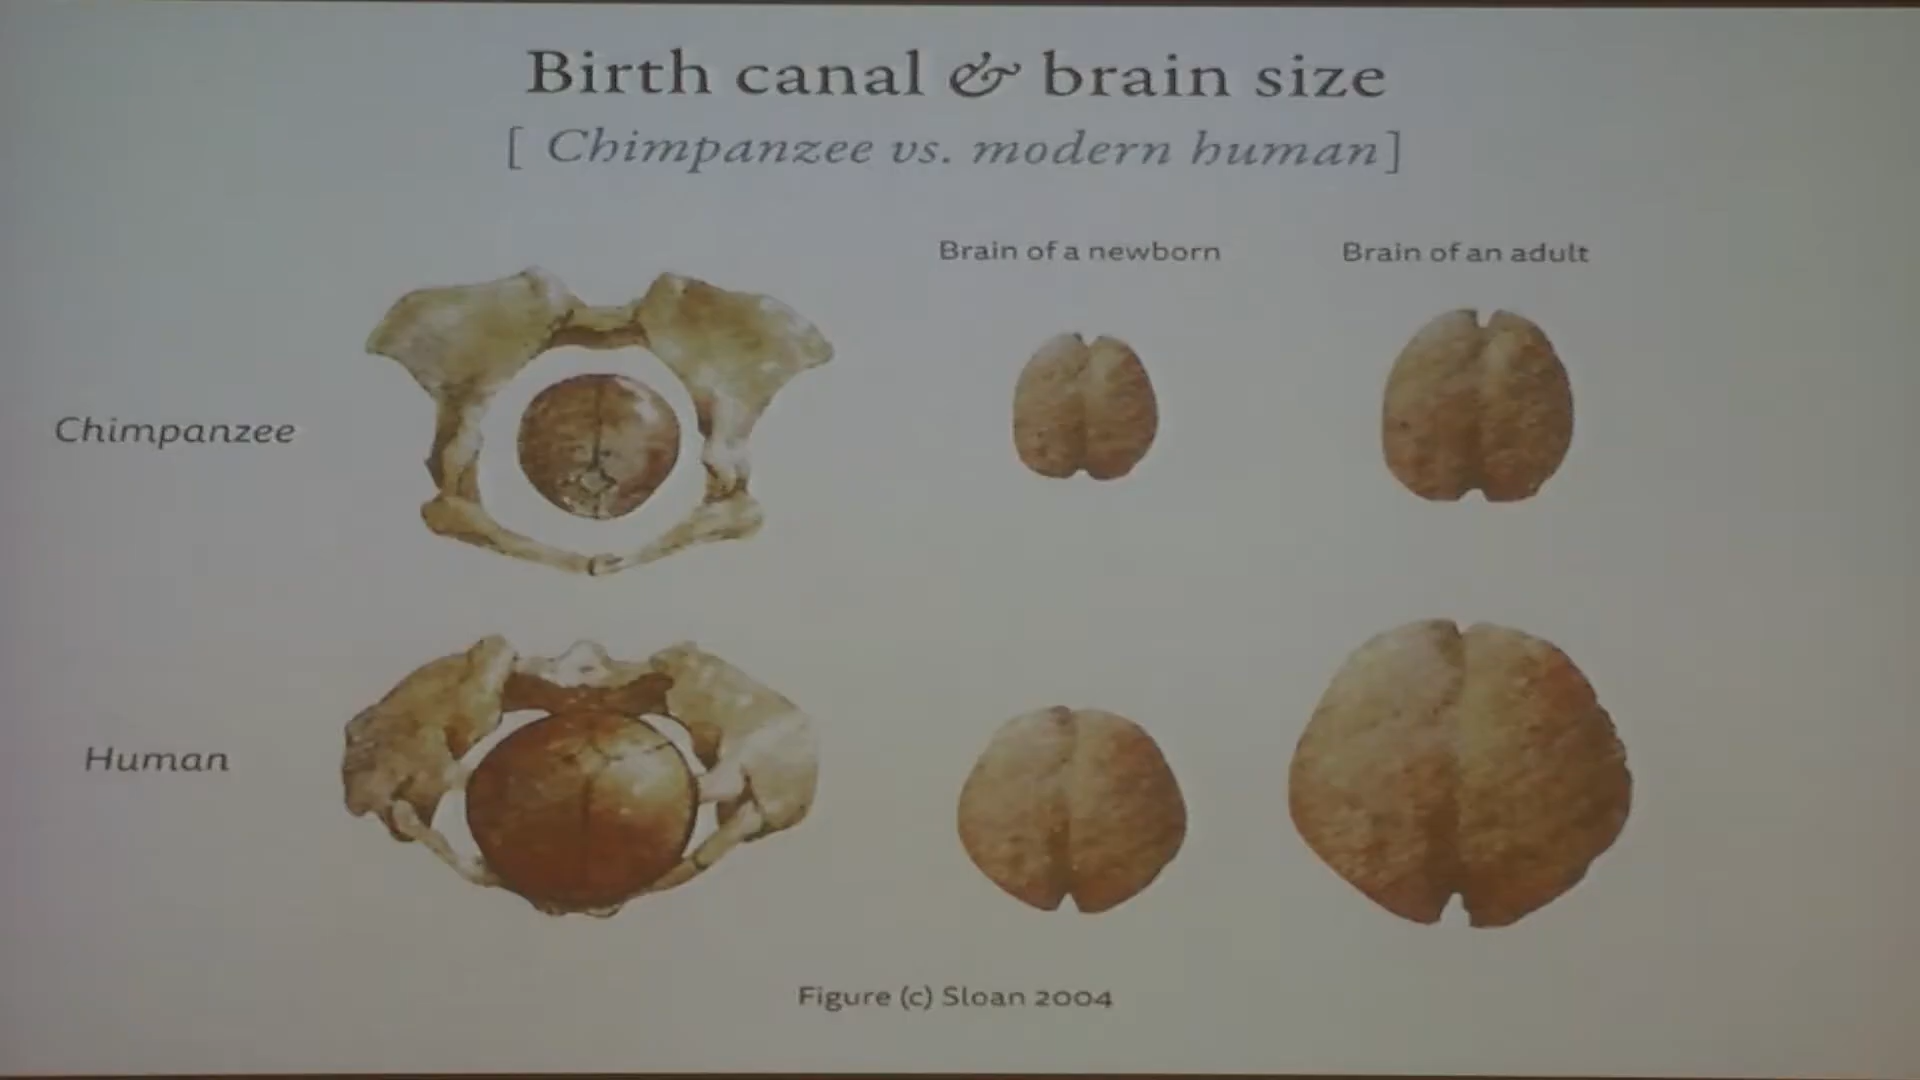 Birth canal & brain size
[ Chimpanzee vs. modern human]
Brain of a newborn
Brain of an adult
Chimpanzee
Human
Figure (c) Sloan 2004